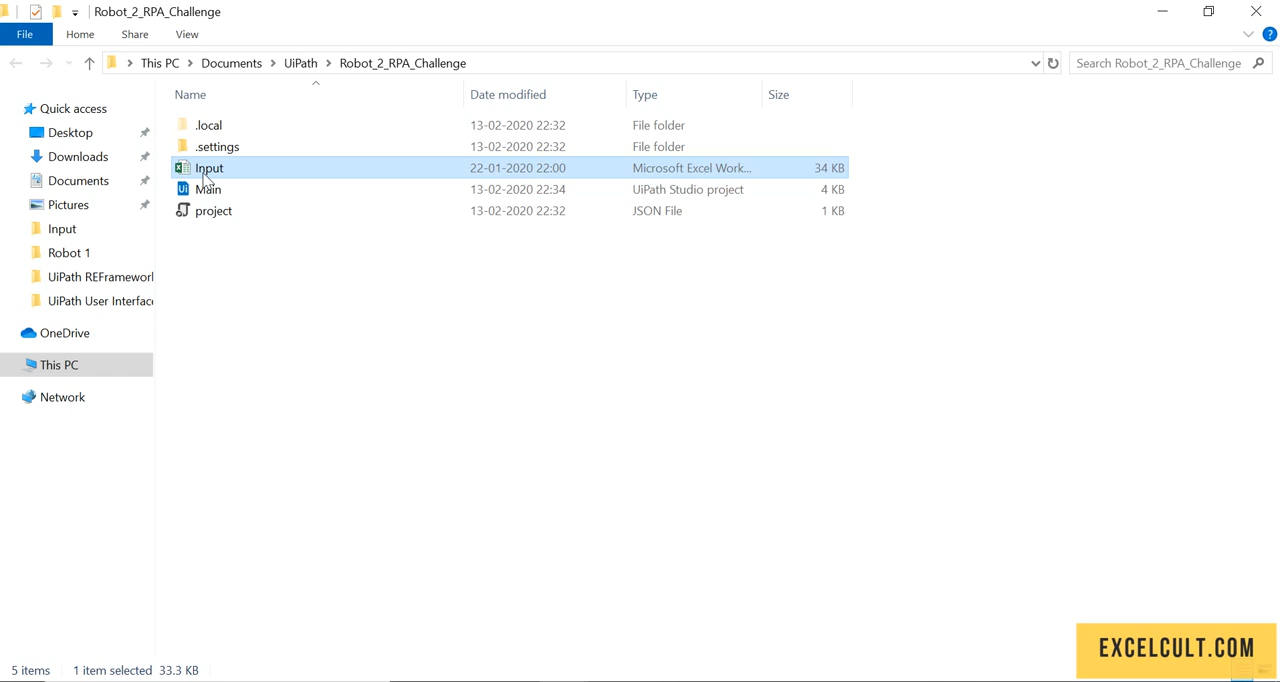 Robot_2_RPA_Challenge
File Home Share View
This PC Documents UiPath Robot_2_RPA_Challenge
Search Robot_2_RPA_Challenge
Name Date modified Type Size
Quick access
Desktop
Downloads
Documents
Pictures
Input
Robot 1
UiPath REFramework
UiPath User Interface
OneDrive
This PC
Network
.local 13-02-2020 22:32 File folder
.settings 13-02-2020 22:32 File folder
Input 22-01-2020 22:00 Microsoft Excel Work... 34 KB
Main 13-02-2020 22:34 UiPath Studio project 4 KB
project 13-02-2020 22:32 JSON File 1 KB
EXCELCULT.COM
5 items 1 item selected 33.3 KB